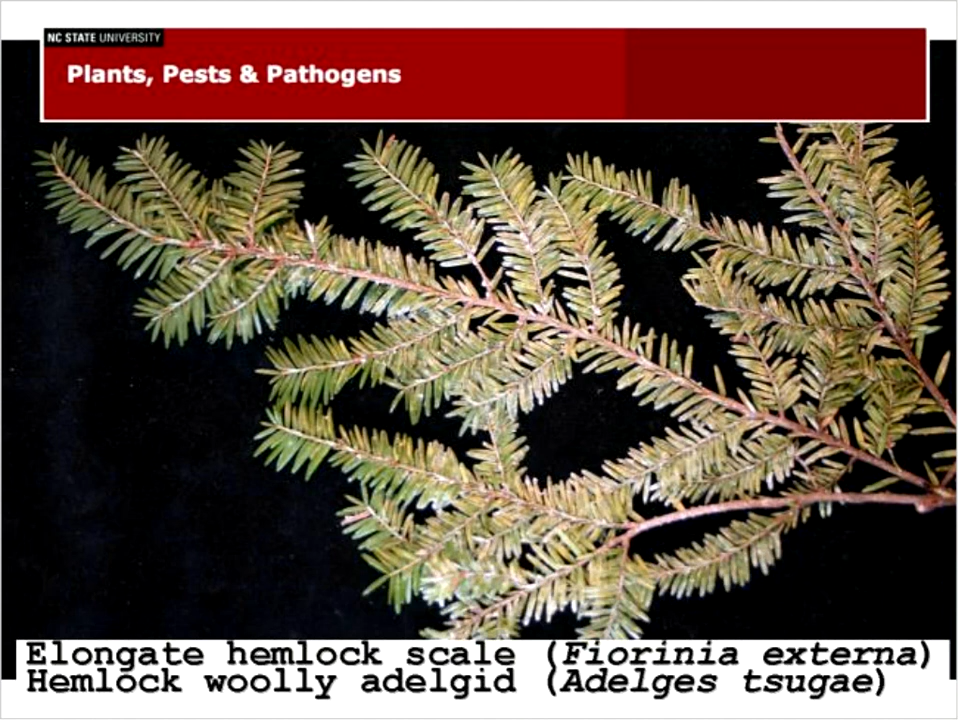 NC STATE UNIVERSITY
Plants, Pests & Pathogens
Elongate hemlock scale (Fiorinia externa)
Hemlock woolly adelgid (Adelges tsugae)